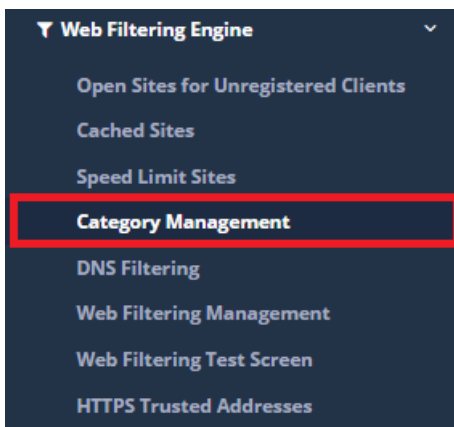 Web Filtering Engine
Open Sites for Unregistered Clients
Cached Sites
Speed Limit Sites
Category Management
DNS Filtering
Web Filtering Management
Web Filtering Test Screen
HTTPS Trusted Addresses